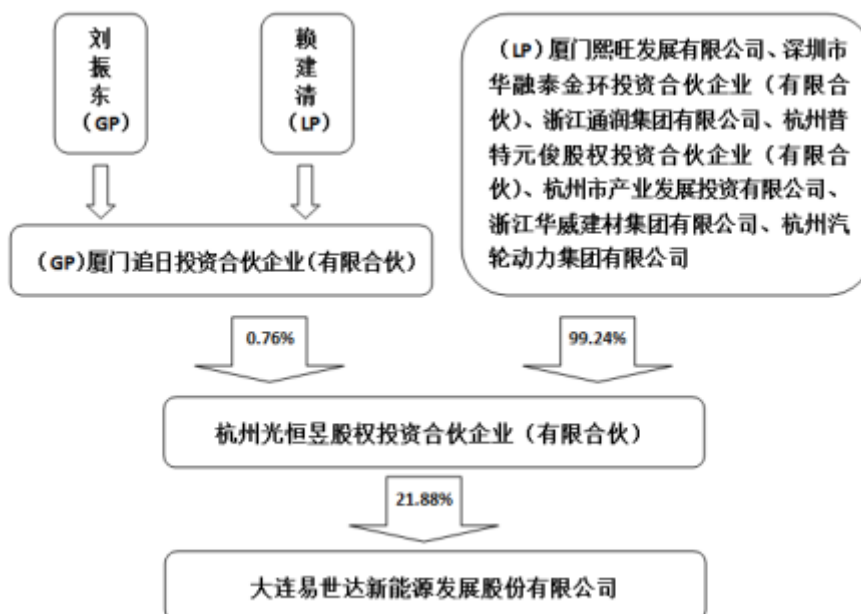 刘
振
东
（GP）
赖
建
清
（LP）
（LP）厦门熙旺发展有限公司、深圳市
华融泰金环投资合伙企业（有限合
伙）、浙江通润集团有限公司、杭州普
特元俊股权投资合伙企业（有限合
伙）、杭州市产业发展投资有限公司、
浙江华威建材集团有限公司、杭州汽
轮动力集团有限公司
（GP）厦门追日投资合伙企业(有限合伙）
0.76%
99.24%
杭州光恒昱股权投资合伙企业（有限合伙）
21.88%
大连易世达新能源发展股份有限公司